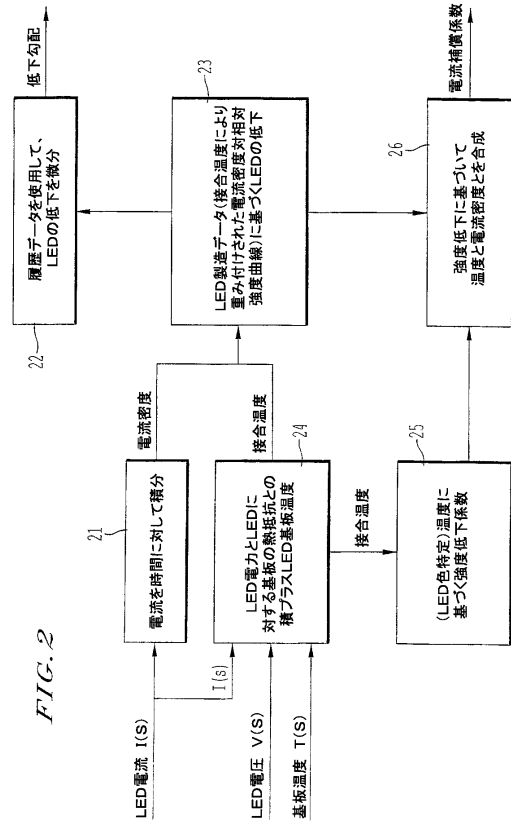 FIG. 2
LED電流 I(S)
I(s)
LED電圧 V(S)
基板温度 T(S)
21
電流を時間に対して積分
電流密度
LED電力とLEDに
対する基板の熱抵抗との
積プラスLED基板温度
24
接合温度
接合温度
25
(LED色特定)温度に
基づく強度低下係数
22
履歴データを使用して、
LEDの低下を微分
低下勾配
23
LED製造データ(接合温度により
重み付けされた電流密度対相対
強度曲線)に基づくLEDの低下
26
強度低下に基づいて
温度と電流密度とを合成
電流補償係数